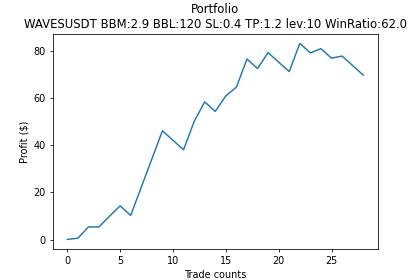 Portfolio
WAVESUSDT BBM:2.9 BBL:120 SL:0.4 TP:1.2 lev:10 WinRatio:62.0
80
60
40
20
0
Profit ($)
0 5 10 15 20 25
Trade counts